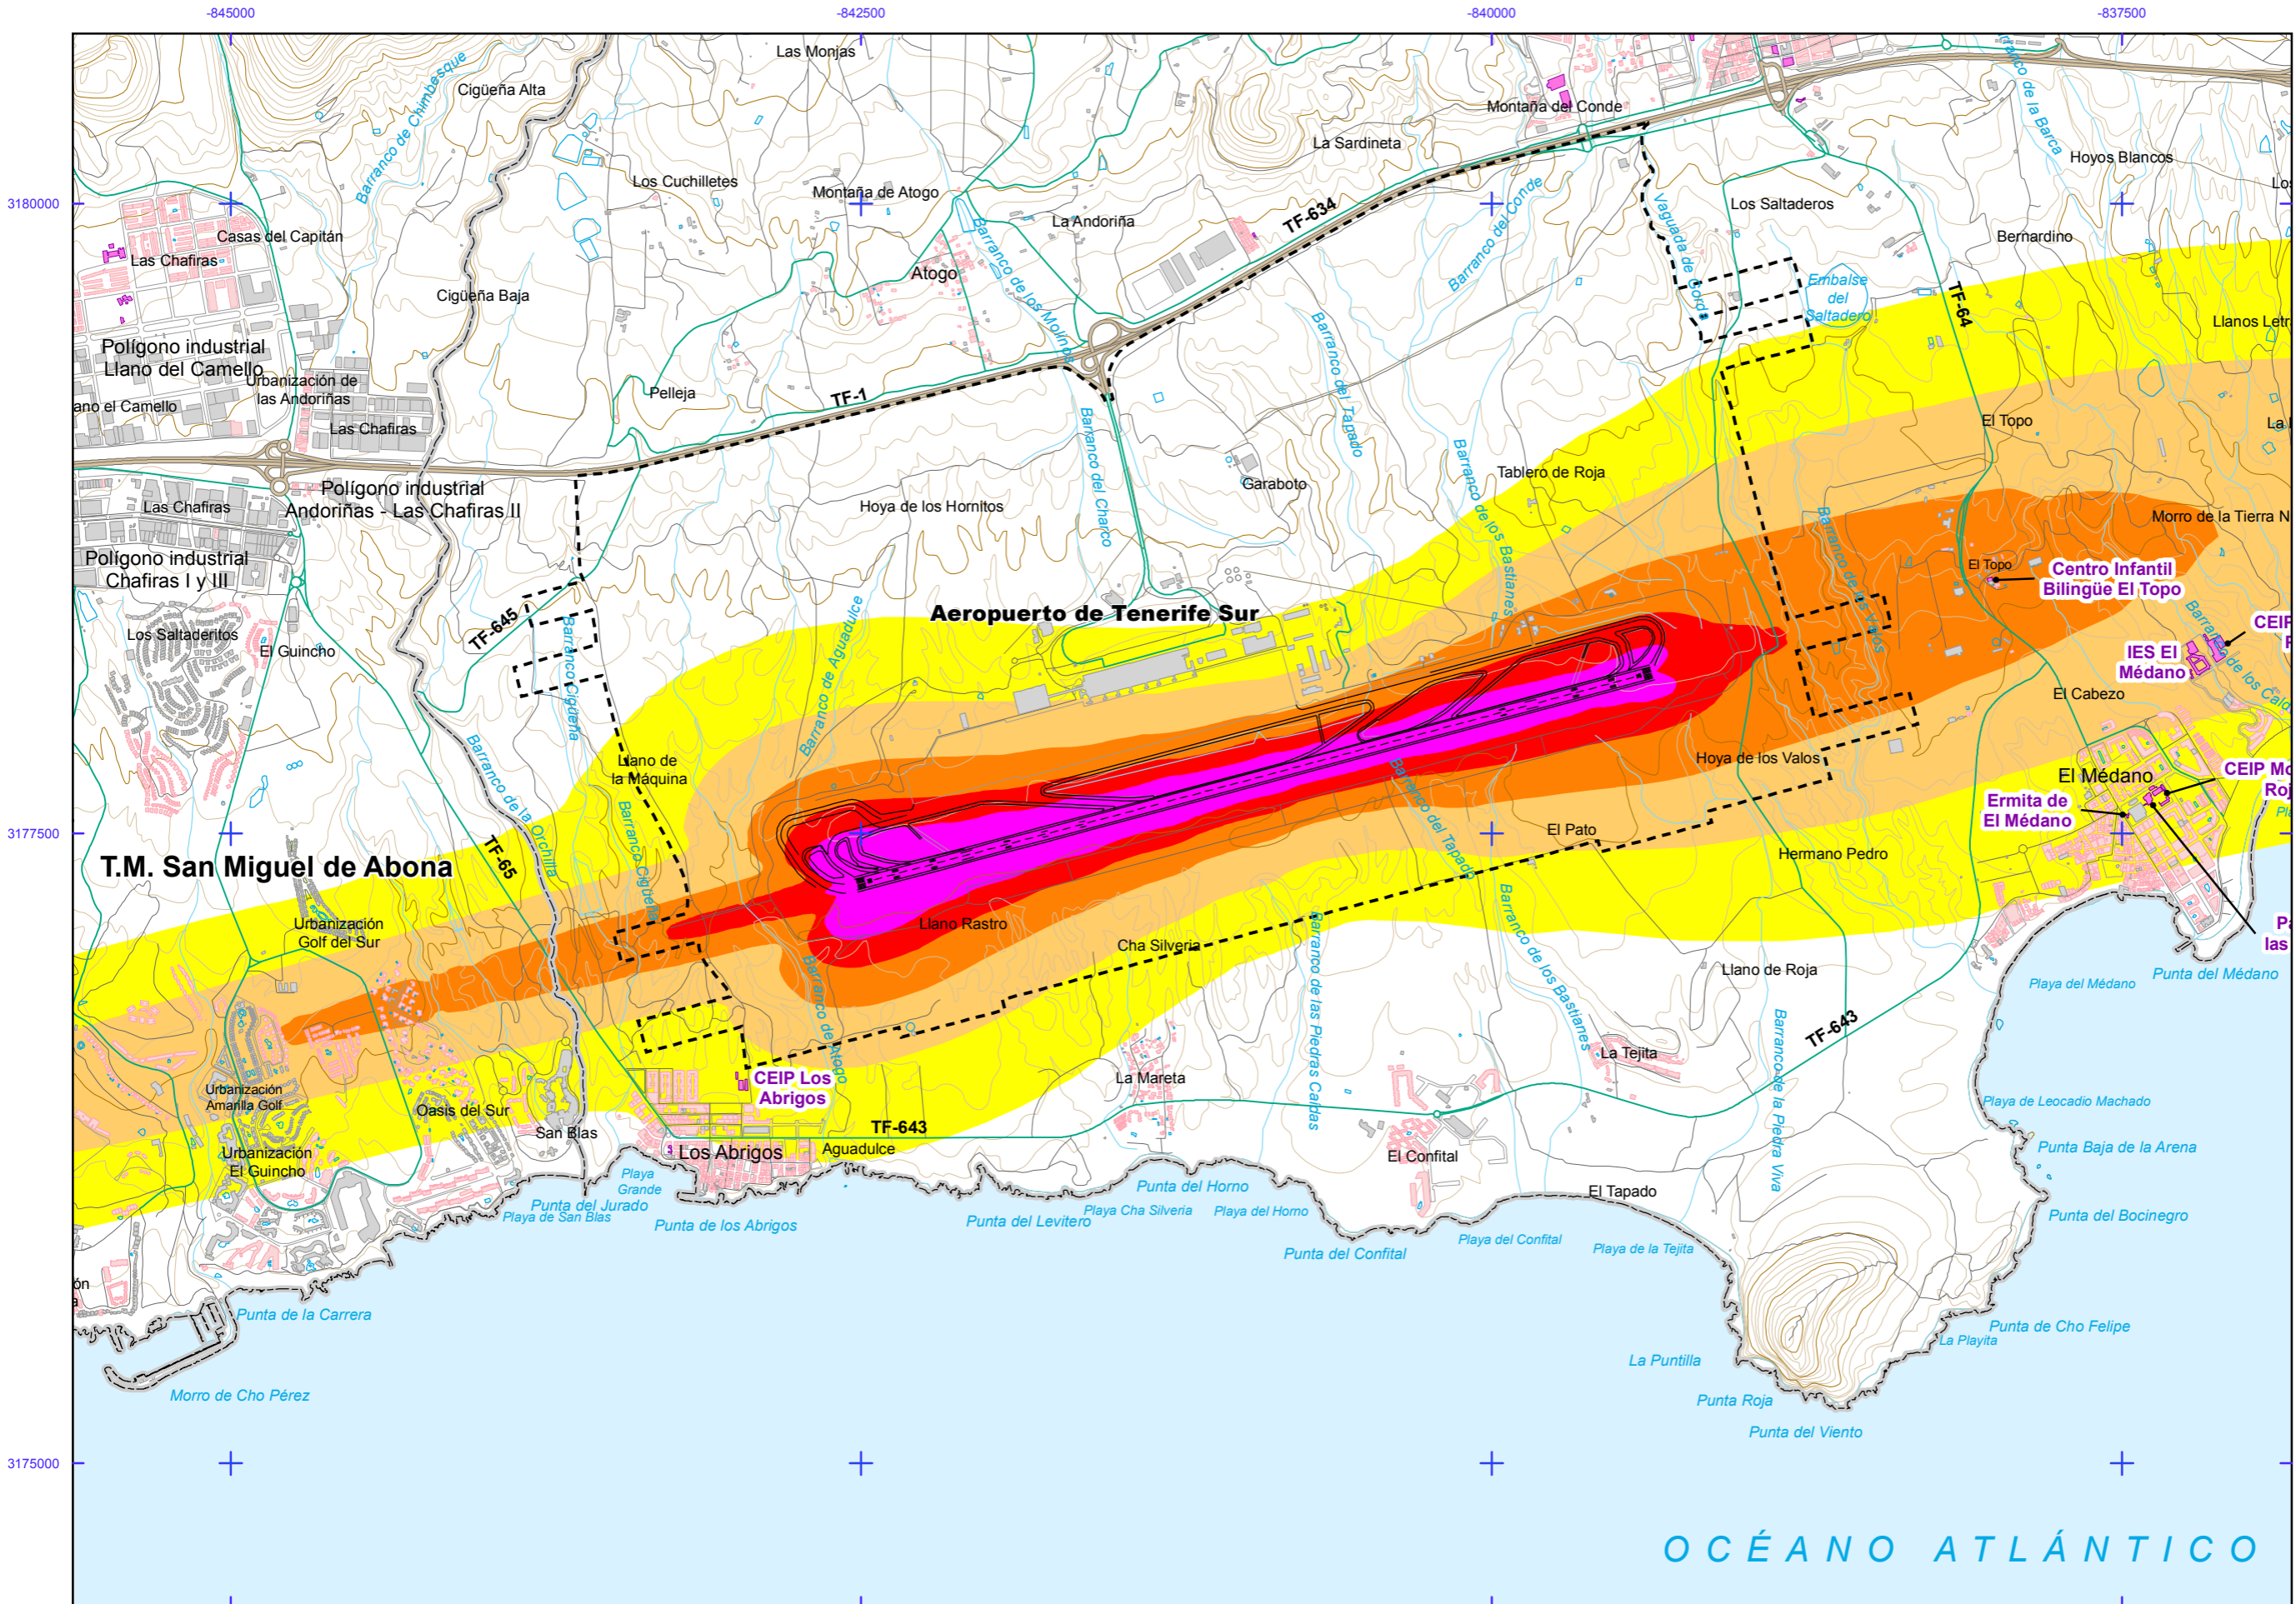 -845000
-842500
-840000
-837500
3180000
3177500
3175000
Las Monjas
Cigüeña Alta
Barranco de Chimbesque
Montaña del Conde
La Sardineta
Barranco de la Barca
Hoyos Blancos
Los Cuchilletes
Montaña de Atogo
La Andoriña
TF-634
Barranco del Conde
Vaguada de Gordo
Los Saltaderos
Bernardino
Casas del Capitán
Las Chafiras
Atogo
Barranco de los Molinos
Cigüeña Baja
Embalse
del
Saltadero
TF-64
Llanos Letr
Polígono industrial
Llano del Camello
Urbanización de
las Andoriñas
ano el Camello
Las Chafiras
Pelleja
TF-1
Barranco del Tapado
Barranco del Charco
El Topo
Polígono industrial
Andoriñas - Las Chafiras II
Las Chafiras
Hoya de los Hornitos
Garaboto
Tablero de Roja
Barranco de los Bastianes
Barranco de los Valos
Morro de la Tierra N
Polígono industrial
Chafiras I y III
El Topo
Centro Infantil
Bilingüe El Topo
Aeropuerto de Tenerife Sur
TF-645
Barranco Cigüeña
Barranco de Aguadulce
Los Saltaderitos
El Guincho
CEIP
IES El
Médano
El Cabezo
Barranco de la Orchilla
Llano de
la Máquina
Barranco Cigüeña
Hoya de los Valos
Barranco del Tapado
El Médano
CEIP Mo
Roj
Ermita de
El Médano
El Pato
Hermano Pedro
T.M. San Miguel de Abona
TF-65
Urbanización
Golf del Sur
Llano Rastro
Cha Silveria
Barranco de Atogo
Barranco de las Piedras Caldas
Barranco de los Bastianes
Llano de Roja
Playa del Médano
Punta del Médano
las
Barranco de la Piedra Viva
TF-643
La Tejita
La Mareta
CEIP Los
Abrigos
Urbanización
Amarilla Golf
Oasis del Sur
San Blas
TF-643
Aguadulce
Los Abrigos
Urbanización
El Guincho
El Confital
El Tapado
Playa de Leocadio Machado
Punta Baja de la Arena
Punta del Bocinegro
Playa
Grande
Punta del Jurado
Playa de San Blas
Punta de los Abrigos
Punta del Levitero
Punta del Horno
Playa Cha Silveria
Playa del Horno
Punta del Confital
Playa del Confital
Playa de la Tejita
Punta de la Carrera
Morro de Cho Pérez
Punta de Cho Felipe
La Playita
La Puntilla
Punta Roja
Punta del Viento
OCÉANO ATLÁNTICO